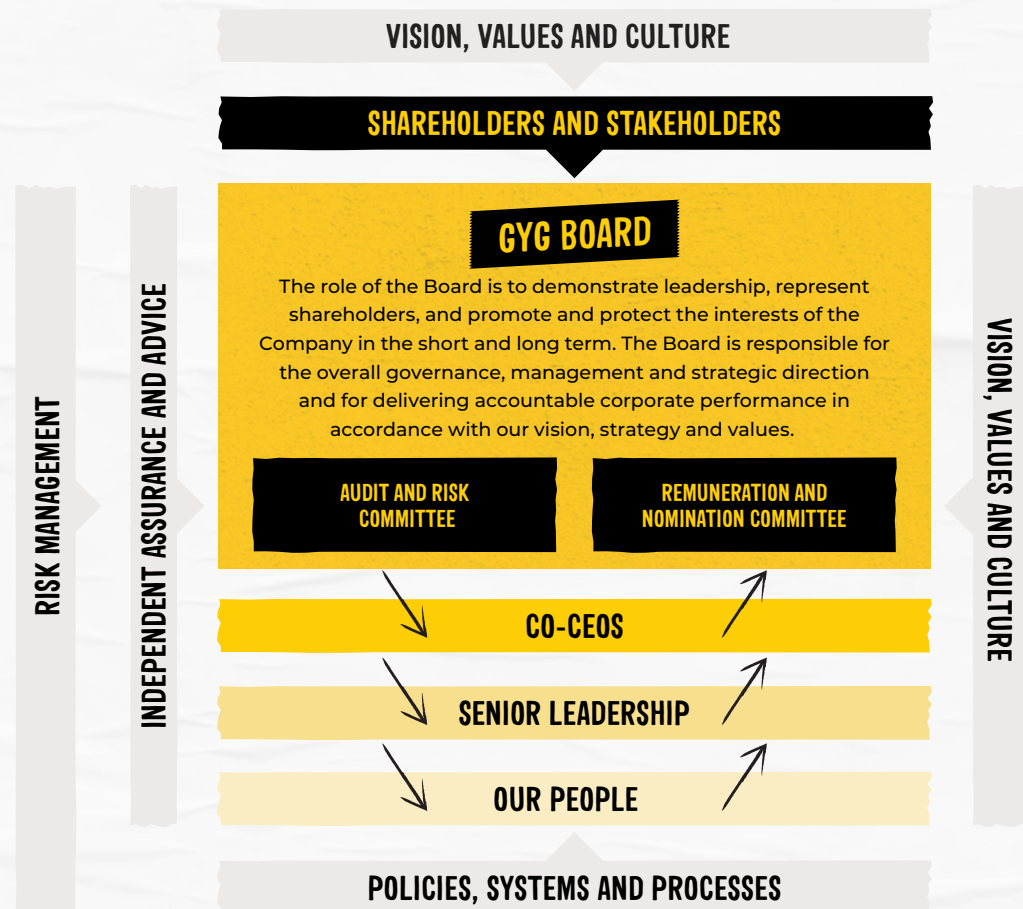 VISION, VALUES AND CULTURE
SHAREHOLDERS AND STAKEHOLDERS
GYG BOARD
The role of the Board is to demonstrate leadership, represent
shareholders, and promote and protect the interests of the
Company in the short and long term. The Board is responsible for
the overall governance, management and strategic direction
and for delivering accountable corporate performance in
accordance with our vision, strategy and values.
AUDIT AND RISK
COMMITTEE
REMUNERATION AND
NOMINATION COMMITTEE
CO-CEOS
SENIOR LEADERSHIP
OUR PEOPLE
POLICIES, SYSTEMS AND PROCESSES
RISK MANAGEMENT
INDEPENDENT ASSURANCE AND ADVICE
VISION, VALUES AND CULTURE